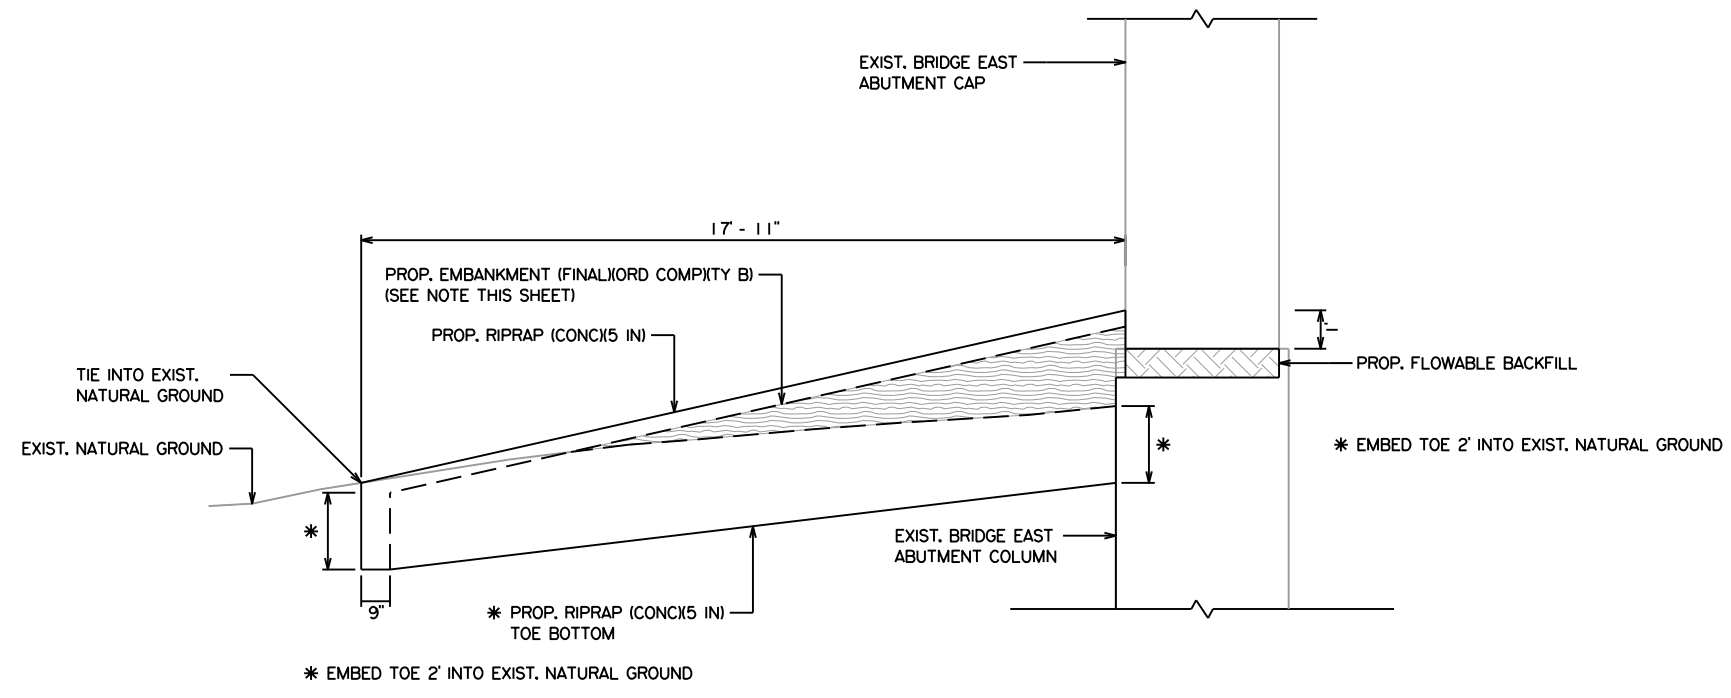 EXIST. BRIDGE EAST
ABUTMENT CAP
17' - 11"
PROP. EMBANKMENT (FINAL)(ORD COMP)(TY B)
(SEE NOTE THIS SHEET)
PROP. RIPRAP (CONC)(5 IN)
1'
PROP. FLOWABLE BACKFILL
TIE INTO EXIST.
NATURAL GROUND
EXIST. NATURAL GROUND
*
* EMBED TOE 2' INTO EXIST. NATURAL GROUND
*
EXIST. BRIDGE EAST
ABUTMENT COLUMN
9"
* PROP. RIPRAP (CONC)(5 IN)
TOE BOTTOM
* EMBED TOE 2' INTO EXIST. NATURAL GROUND